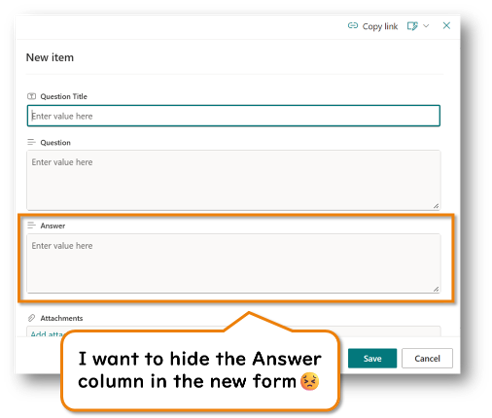 Copy link
New item
Question Title
Enter value here
Question
Enter value here
Answer
Enter value here
Attachments
Add atta
I want to hide the Answer
column in the new form😣
Save
Cancel